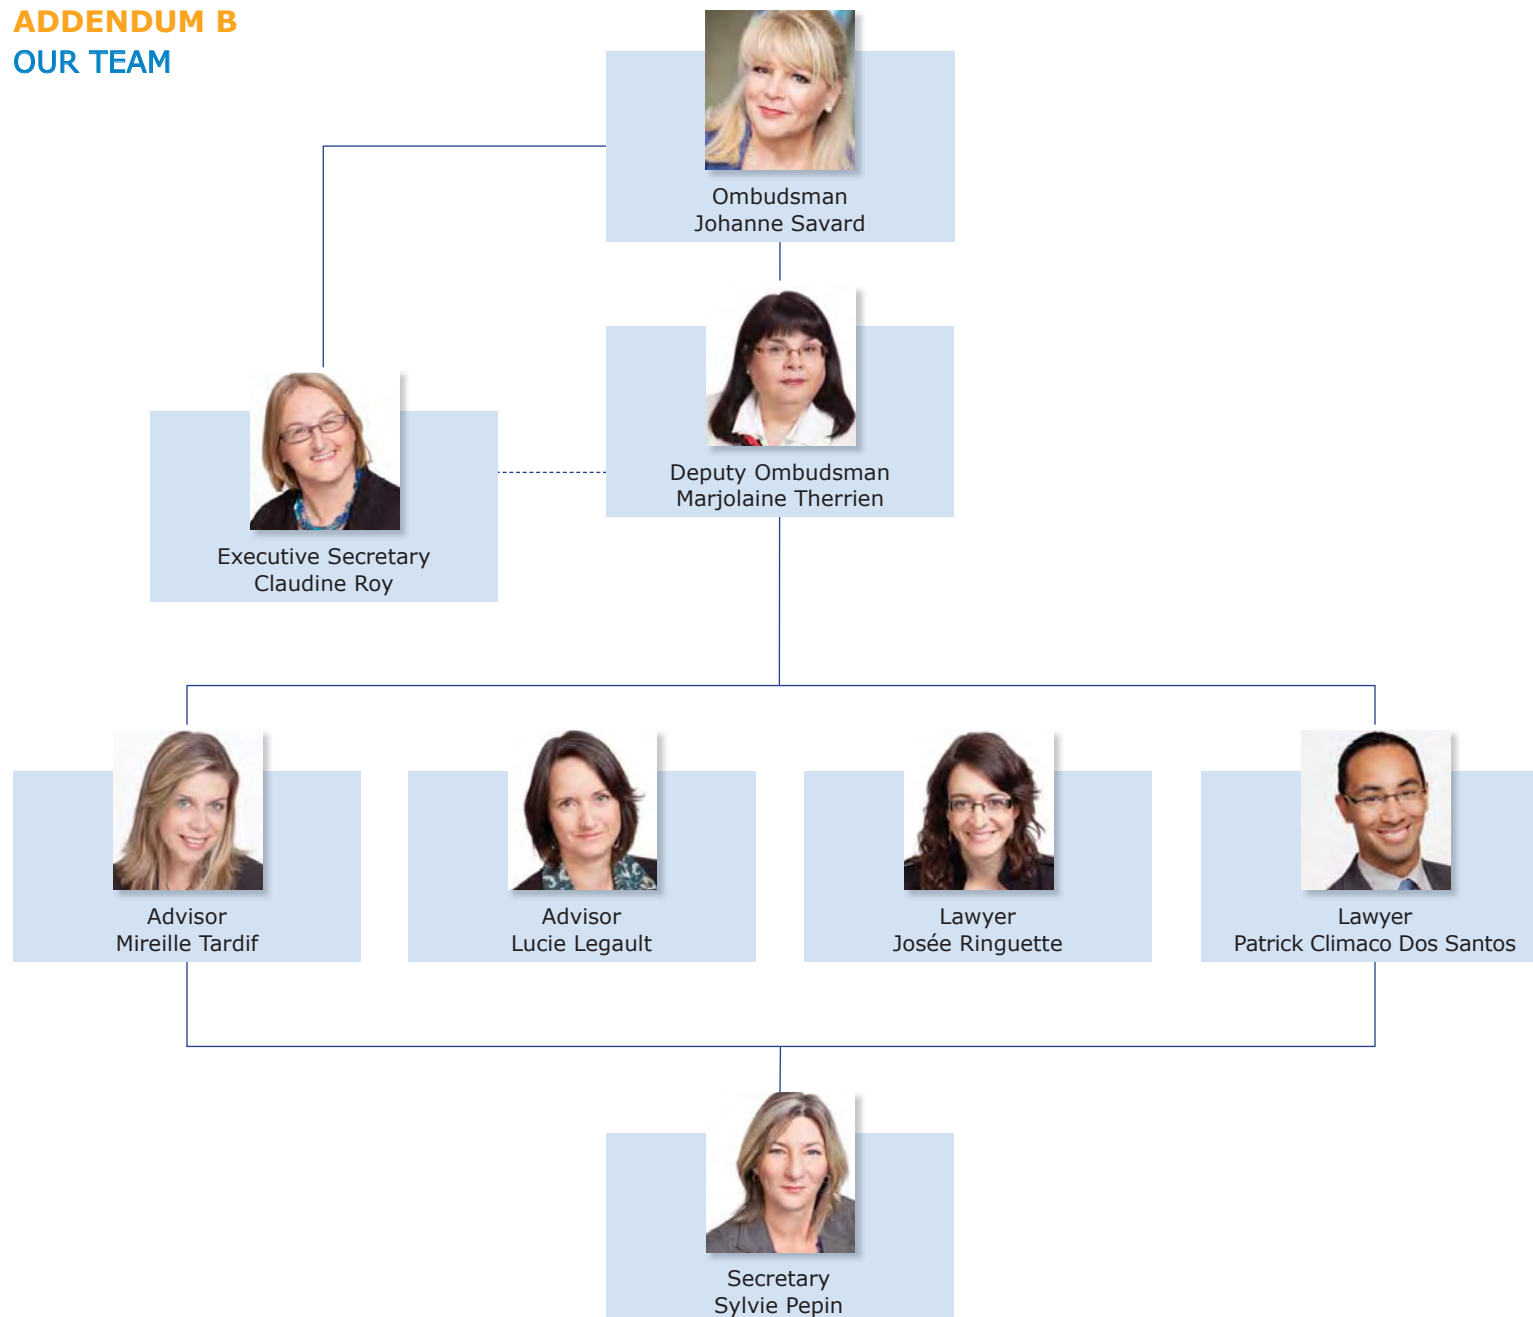 ADDENDUM B
OUR TEAM
Ombudsman
Johanne Savard
Deputy Ombudsman
Marjolaine Therrien
Executive Secretary
Claudine Roy
Advisor
Mireille Tardif
Advisor
Lucie Legault
Lawyer
Josée Ringuette
Lawyer
Patrick Climaco Dos Santos
Secretary
Sylvie Pepin